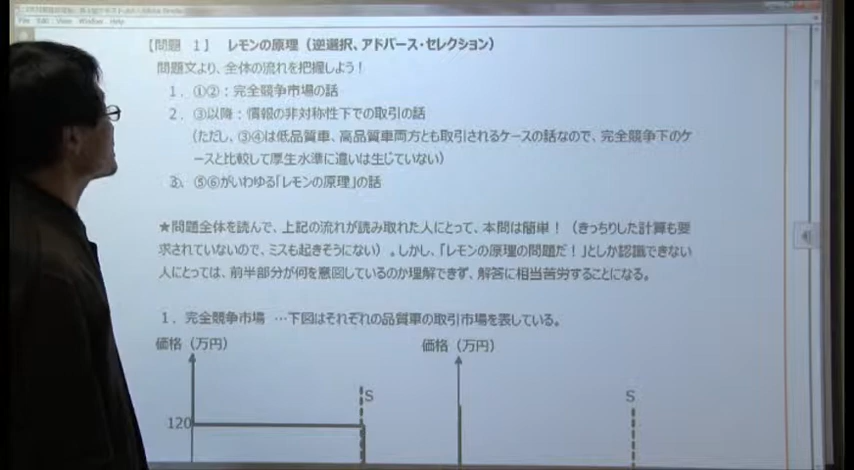 File Edit View Window Help
【問題 1】 レモンの原理（逆選択、アドバース・セレクション）
問題文より、全体の流れを把握しよう！
1．①②：完全競争市場の話
2．③以降：情報の非対称性下での取引の話
（ただし、③④は低品質車、高品質車両方とも取引されるケースの話なので、完全競争下のケ
ースと比較して厚生水準に違いは生じていない）
3．⑤⑥がいわゆる「レモンの原理」の話
★問題全体を読んで、上記の流れが読み取れた人にとって、本問は簡単！（きっちりした計算も要
求されていないので、ミスも起きそうにない）。しかし、「レモンの原理の問題だ！」としか認識できない
人にとっては、前半部分が何を意図しているのか理解できず、解答に相当苦労することになる。
1．完全競争市場 …下図はそれぞれの品質車の取引市場を表している。
価格（万円） 価格（万円）
S S
120